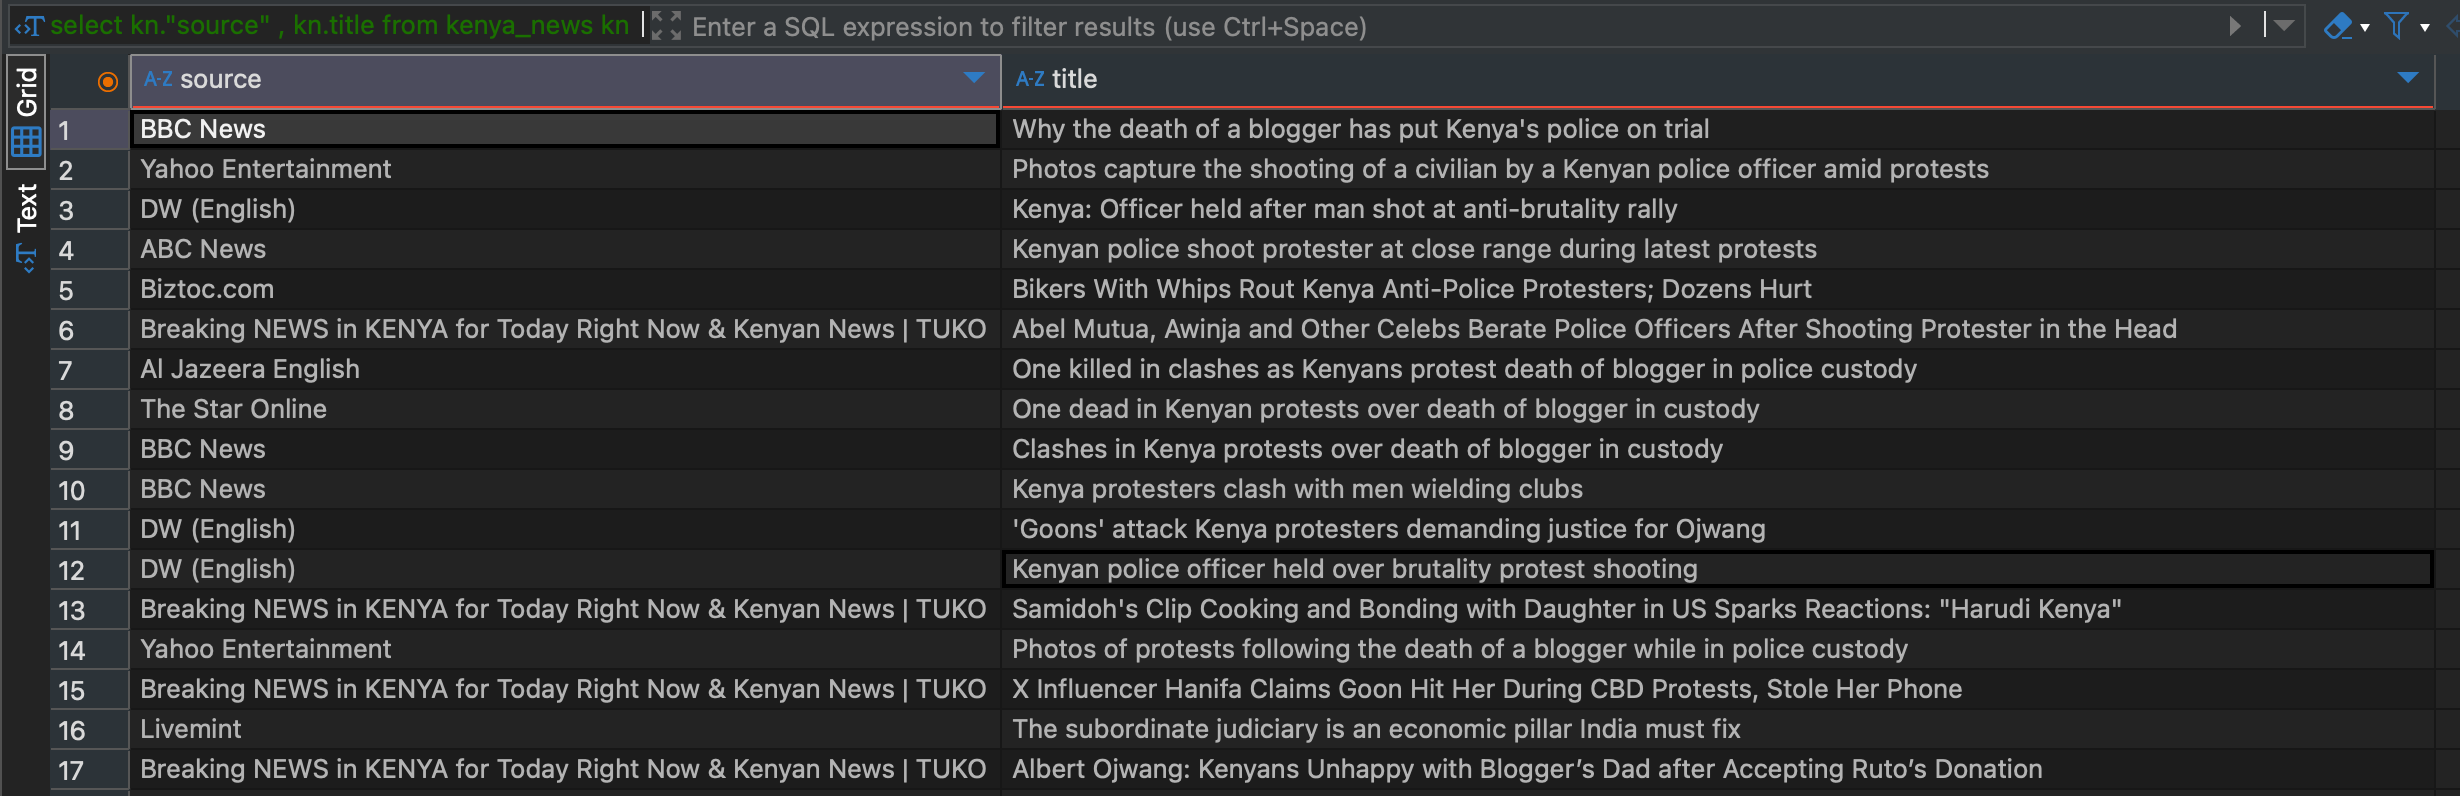 select kn."source" , kn.title from kenya_news kn Enter a SQL expression to filter results (use Ctrl+Space)
Grid
Text
A-Z source A-Z title
1 BBC News Why the death of a blogger has put Kenya's police on trial
2 Yahoo Entertainment Photos capture the shooting of a civilian by a Kenyan police officer amid protests
3 DW (English) Kenya: Officer held after man shot at anti-brutality rally
4 ABC News Kenyan police shoot protester at close range during latest protests
5 Biztoc.com Bikers With Whips Rout Kenya Anti-Police Protesters; Dozens Hurt
6 Breaking NEWS in KENYA for Today Right Now & Kenyan News | TUKO Abel Mutua, Awinja and Other Celebs Berate Police Officers After Shooting Protester in the Head
7 Al Jazeera English One killed in clashes as Kenyans protest death of blogger in police custody
8 The Star Online One dead in Kenyan protests over death of blogger in custody
9 BBC News Clashes in Kenya protests over death of blogger in custody
10 BBC News Kenya protesters clash with men wielding clubs
11 DW (English) 'Goons' attack Kenya protesters demanding justice for Ojwang
12 DW (English) Kenyan police officer held over brutality protest shooting
13 Breaking NEWS in KENYA for Today Right Now & Kenyan News | TUKO Samidoh's Clip Cooking and Bonding with Daughter in US Sparks Reactions: "Harudi Kenya"
14 Yahoo Entertainment Photos of protests following the death of a blogger while in police custody
15 Breaking NEWS in KENYA for Today Right Now & Kenyan News | TUKO X Influencer Hanifa Claims Goon Hit Her During CBD Protests, Stole Her Phone
16 Livemint The subordinate judiciary is an economic pillar India must fix
17 Breaking NEWS in KENYA for Today Right Now & Kenyan News | TUKO Albert Ojwang: Kenyans Unhappy with Blogger’s Dad after Accepting Ruto’s Donation